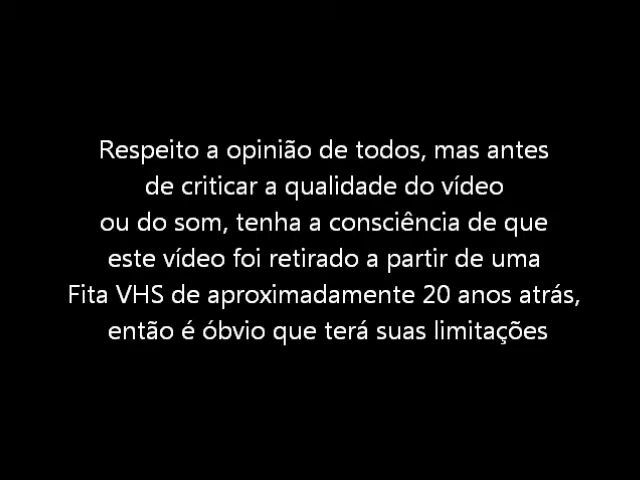 Respeito a opinião de todos, mas antes
de criticar a qualidade do vídeo
ou do som, tenha a consciência de que
este vídeo foi retirado a partir de uma
Fita VHS de aproximadamente 20 anos atrás,
então é óbvio que terá suas limitações